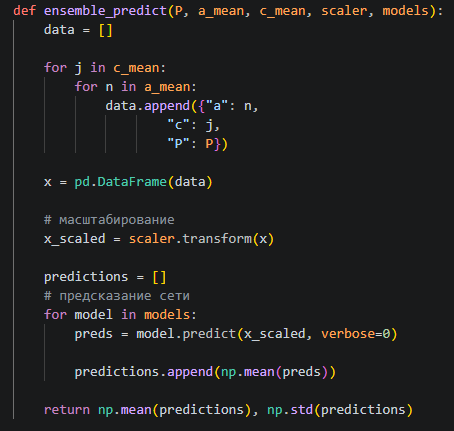 def ensemble_predict(P, a_mean, c_mean, scaler, models):
    data = []

    for j in c_mean:
        for n in a_mean:
            data.append({"a": n,
                    "c": j,
                    "P": P})

    x = pd.DataFrame(data)

    # масштабирование
    x_scaled = scaler.transform(x)

    predictions = []
    # предсказание сети
    for model in models:
        preds = model.predict(x_scaled, verbose=0)

        predictions.append(np.mean(preds))

    return np.mean(predictions), np.std(predictions)